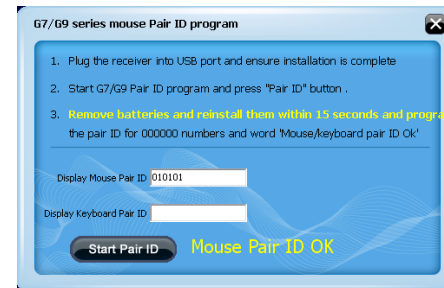 G7/G9 series mouse Pair ID program
1. Plug the receiver into USB port and ensure installation is complete
2. Start G7/G9 Pair ID program and press "Pair ID" button .
3. Remove batteries and reinstall them within 15 seconds and progra
the pair ID for 000000 numbers and word 'Mouse/keyboard pair ID Ok'
Display Mouse Pair ID 010101
Display Keyboard Pair ID
Start Pair ID Mouse Pair ID OK